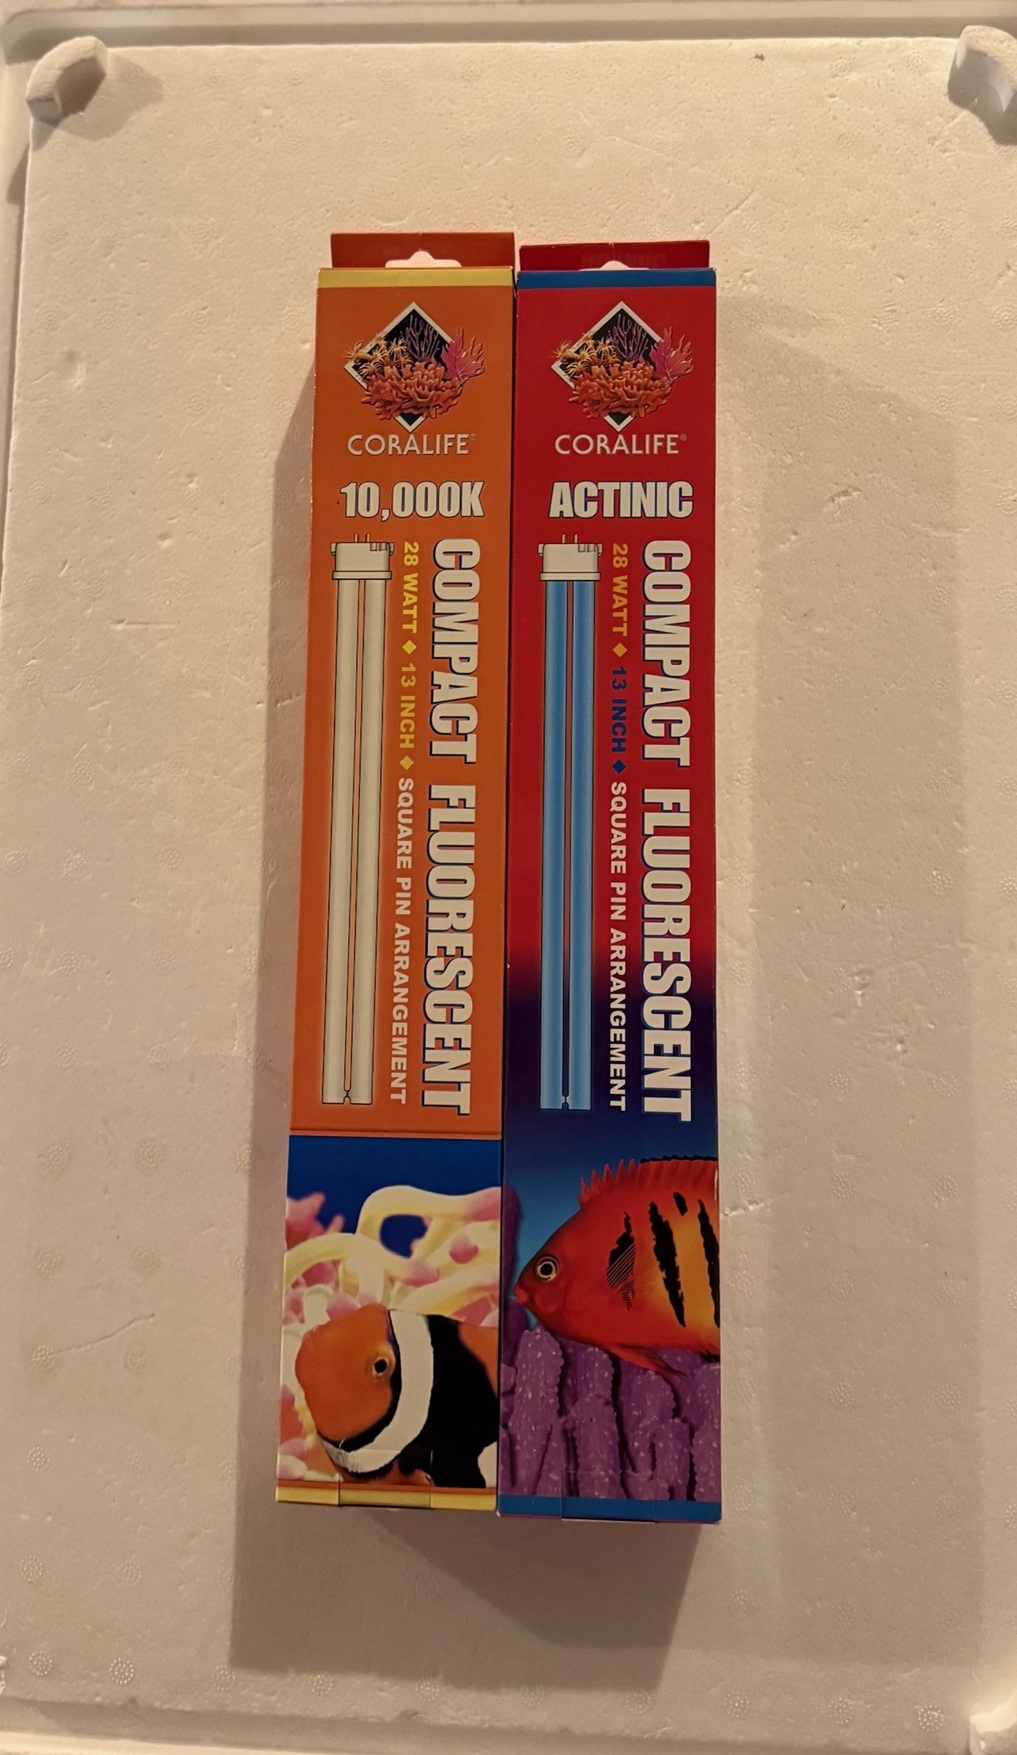 CORALIFE®
10,000K
COMPACT FLUORESCENT
28 WATT ◆ 13 INCH ◆ SQUARE PIN ARRANGEMENT
CORALIFE®
ACTINIC
COMPACT FLUORESCENT
28 WATT ◆ 13 INCH ◆ SQUARE PIN ARRANGEMENT